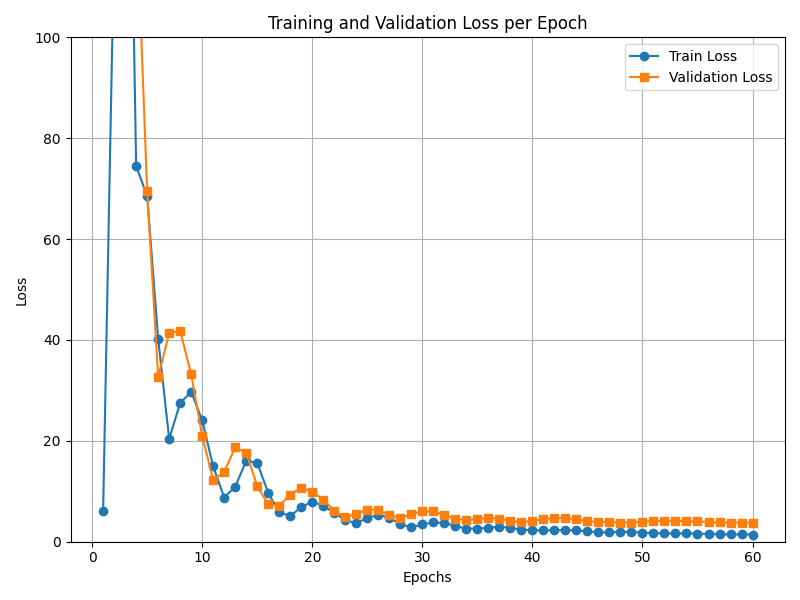 Training and Validation Loss per Epoch
Train Loss
Validation Loss
Loss
100
80
60
40
20
0
0 10 20 30 40 50 60
Epochs